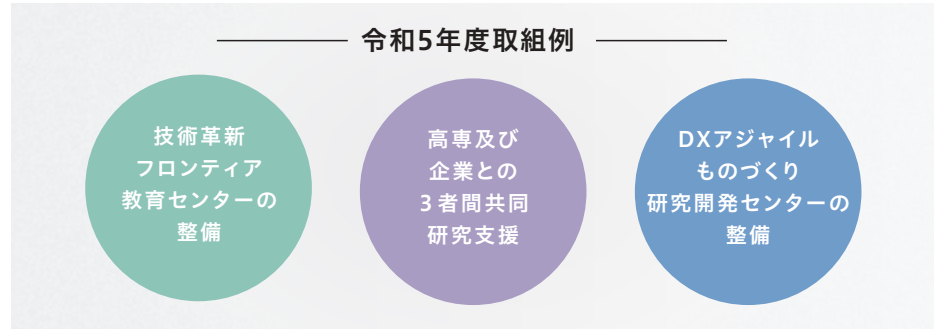 令和5年度取組例
技術革新
フロンティア
教育センターの
整備
高専及び
企業との
3者間共同
研究支援
DXアジャイル
ものづくり
研究開発センターの
整備